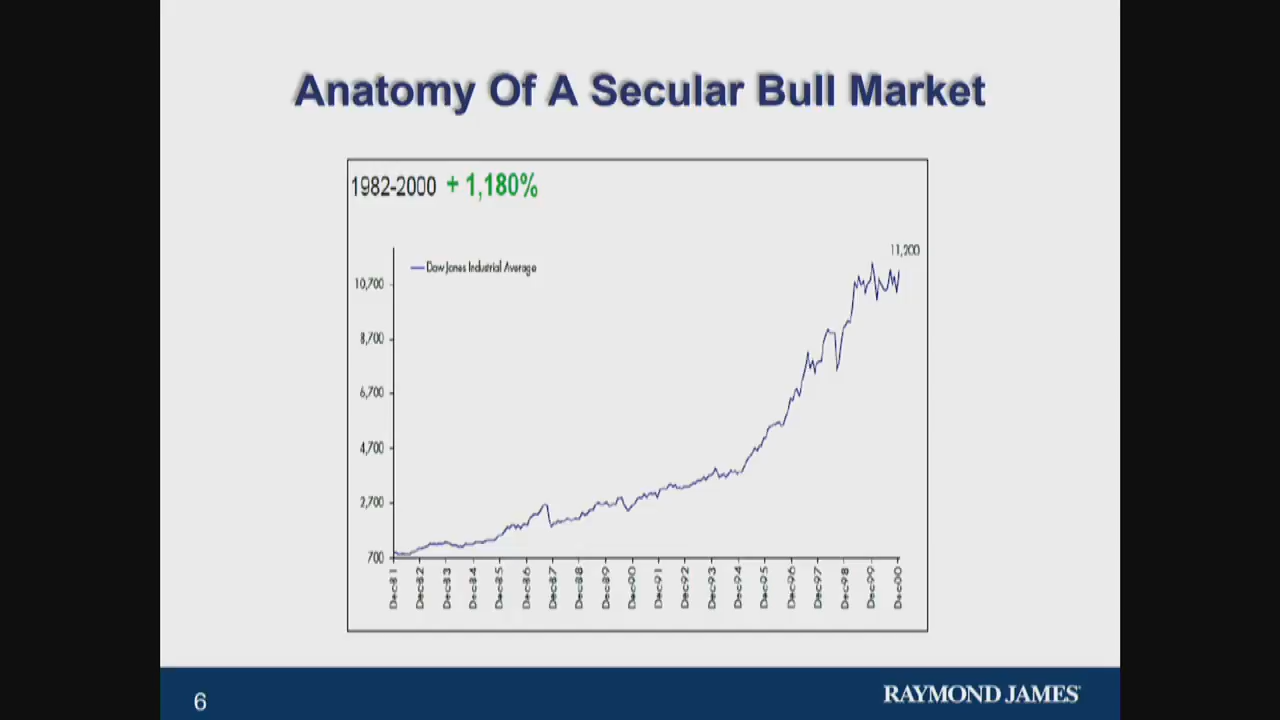 Anatomy Of A Secular Bull Market
1982-2000 + 1,180%
11,200
Dow Jones Industrial Average
10,700
8,700
6,700
4,700
2,700
700
Dec-81
Dec-82
Dec-83
Dec-84
Dec-85
Dec-86
Dec-87
Dec-88
Dec-89
Dec-90
Dec-91
Dec-92
Dec-93
Dec-94
Dec-95
Dec-96
Dec-97
Dec-98
Dec-99
Dec-00
6
RAYMOND JAMES